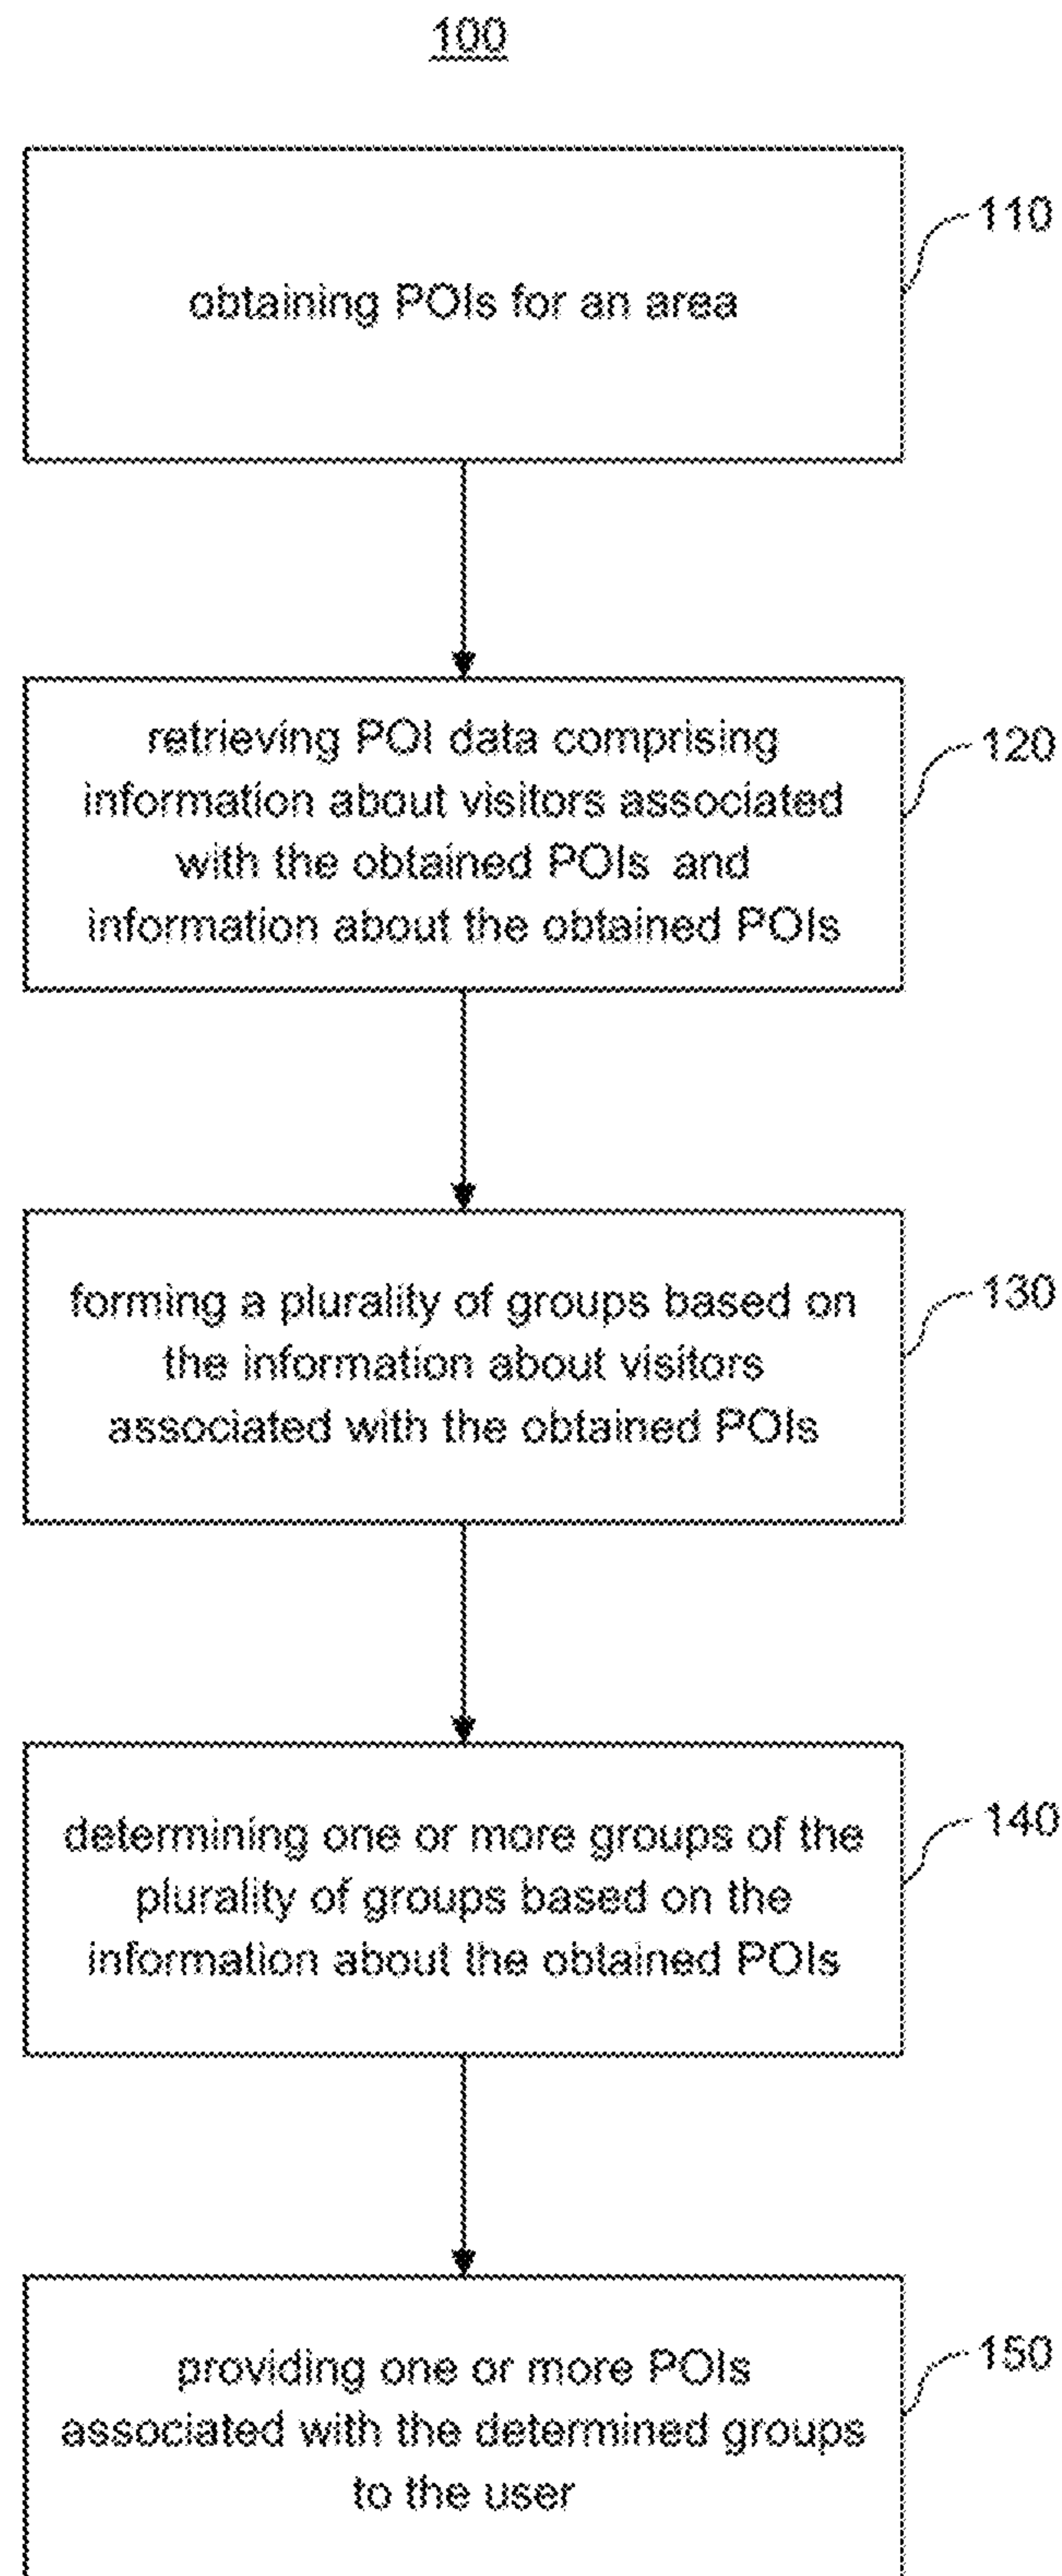 100
110
obtaining POIs for an area
120
retrieving POI data comprising
information about visitors associated
with the obtained POIs and
information about the obtained POIs
130
forming a plurality of groups based on
the information about visitors
associated with the obtained POIs
140
determining one or more groups of the
plurality of groups based on the
information about the obtained POIs
150
providing one or more POIs
associated with the determined groups
to the user